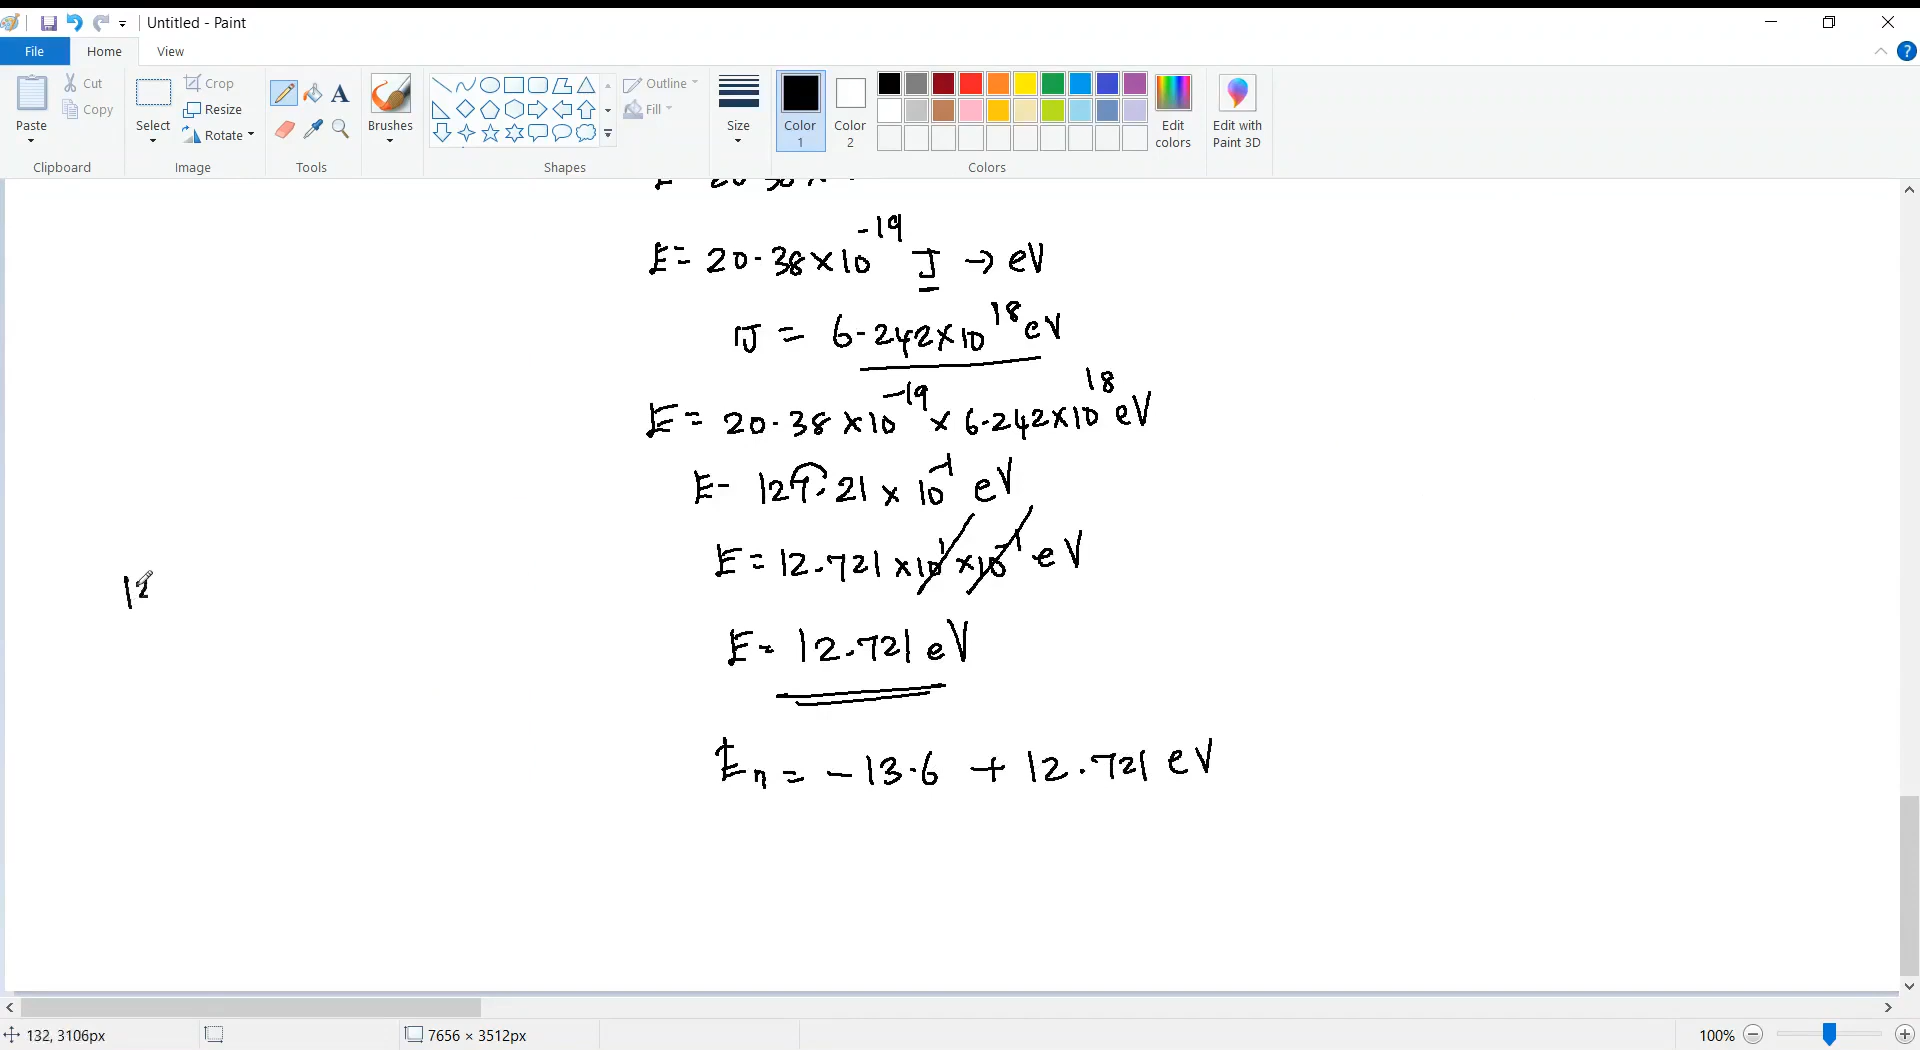 Untitled - Paint
File Home View
Paste
Cut
Copy
Clipboard
Select
Crop
Resize
Rotate
Image
Tools
Brushes
Shapes
Outline
Fill
Size
Color 1
Color 2
Colors
Edit colors
Edit with Paint 3D
E= 20.38×10^-19 J → eV
1J = 6.242×10^18 eV
E= 20.38×10^-19 × 6.242×10^18 eV
E- 127.21 × 10^-1 eV
E= 12.721 ×10^1 ×10^-1 eV
12
E= 12.721 eV
En = -13.6 + 12.721 eV
132, 3106px
7656 × 3512px
100%